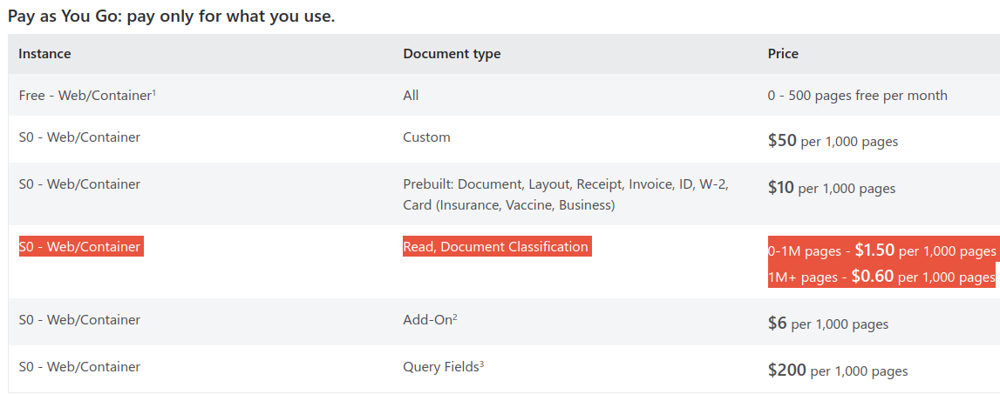 Pay as You Go: pay only for what you use.
Instance Document type Price
Free - Web/Container¹ All 0 - 500 pages free per month
S0 - Web/Container Custom $50 per 1,000 pages
S0 - Web/Container Prebuilt: Document, Layout, Receipt, Invoice, ID, W-2, $10 per 1,000 pages
Card (Insurance, Vaccine, Business)
S0 - Web/Container Read, Document Classification 0-1M pages - $1.50 per 1,000 pages
1M+ pages - $0.60 per 1,000 pages
S0 - Web/Container Add-On² $6 per 1,000 pages
S0 - Web/Container Query Fields³ $200 per 1,000 pages